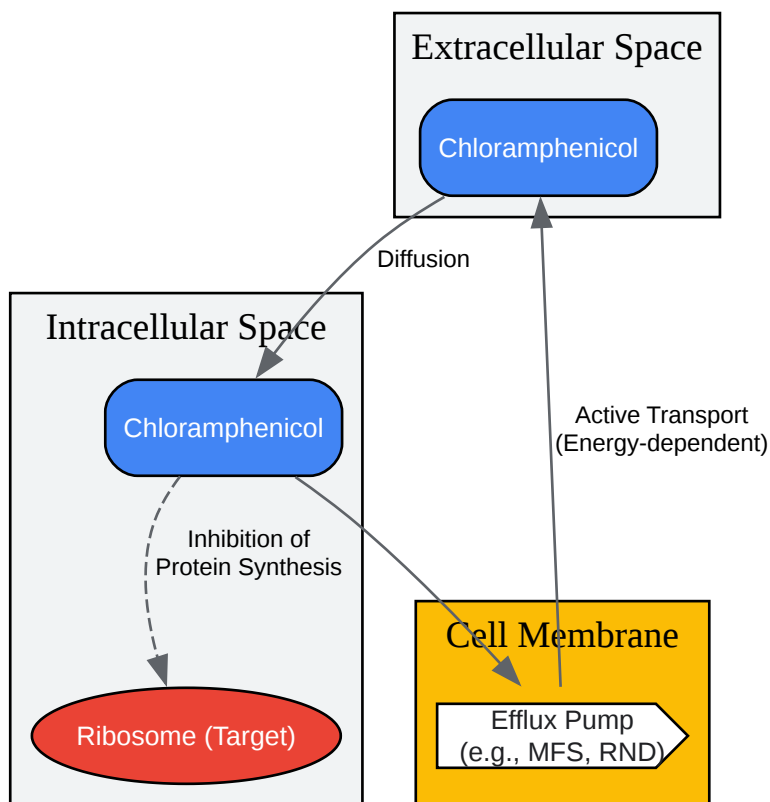 Extracellular Space
Chloramphenicol
Diffusion
Intracellular Space
Chloramphenicol
Active Transport
(Energy-dependent)
Inhibition of
Protein Synthesis
Cell Membrane
Ribosome (Target)
Efflux Pump
(e.g., MFS, RND)